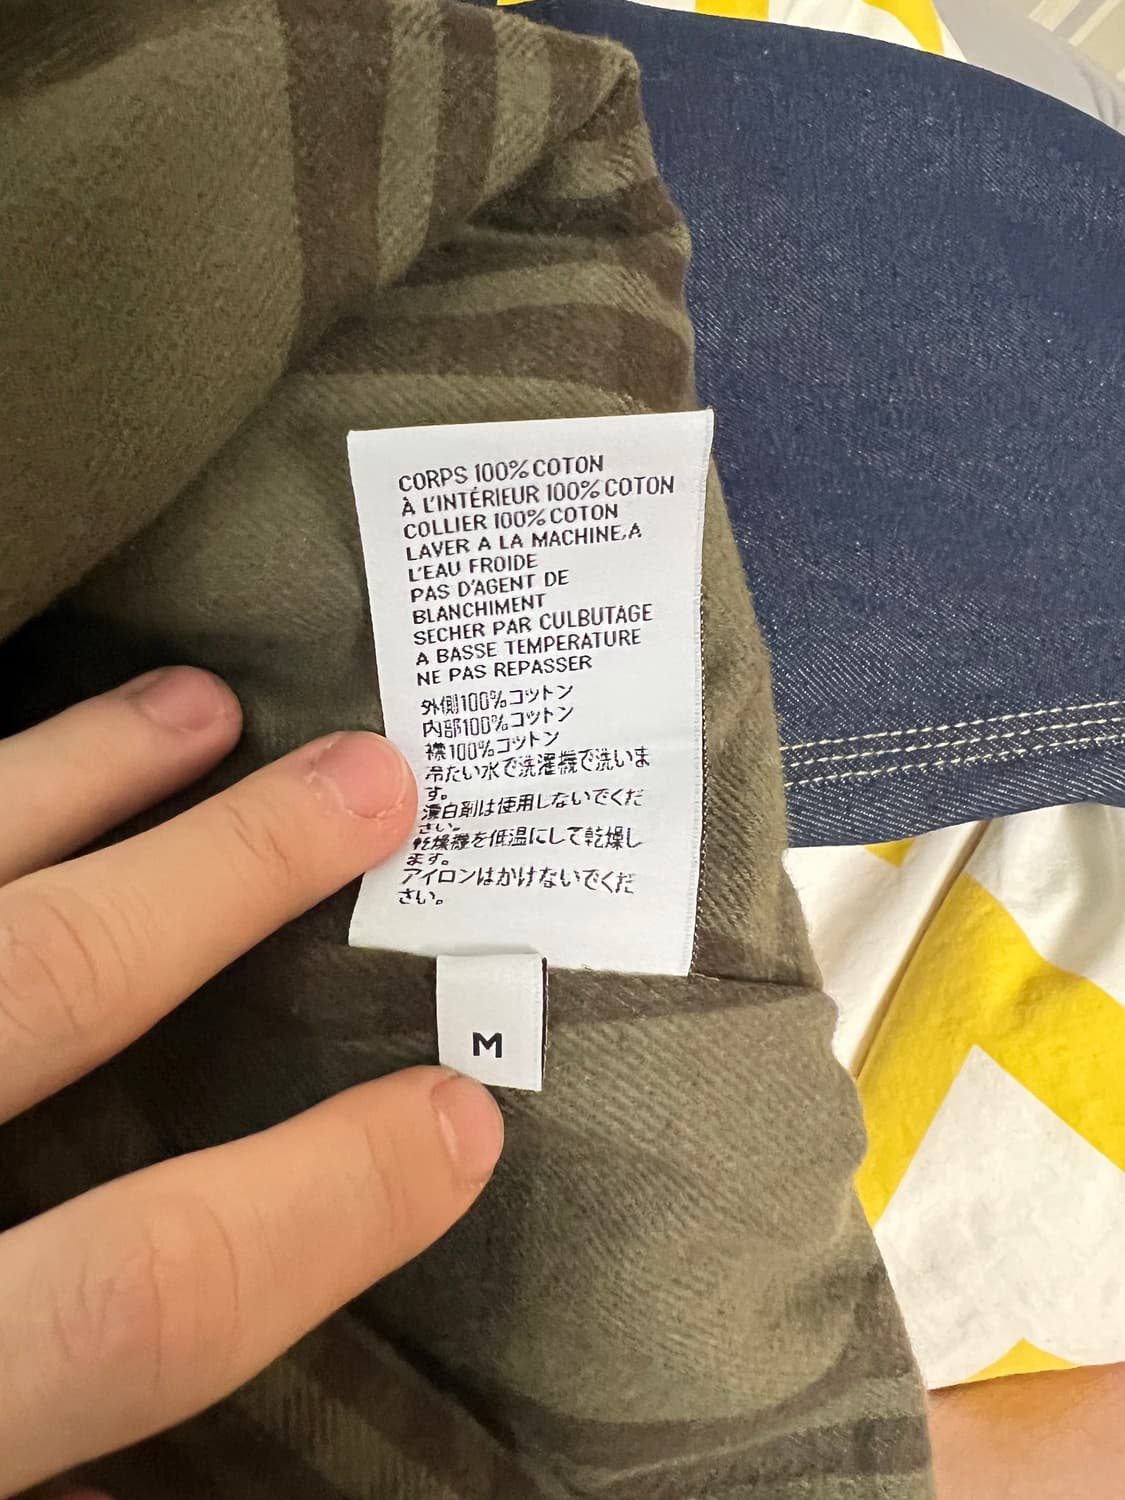 CORPS 100% COTON
À L'INTÉRIEUR 100% COTON
COLLIER 100% COTON
LAVER A LA MACHINE,A
L'EAU FROIDE
PAS D'AGENT DE
BLANCHIMENT
SECHER PAR CULBUTAGE
A BASSE TEMPERATURE
NE PAS REPASSER
外側100%コットン
内部100%コットン
襟100%コットン
冷たい水で洗濯機で洗いま
す。
漂白剤は使用しないでくだ
さい。
乾燥機を低温にして乾燥し
ます。
アイロンはかけないでくだ
さい。
M